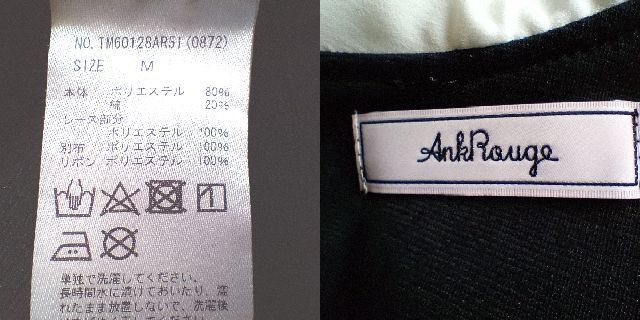 NO. TM60128ARS1(0872)
SIZE M
本体 ポリエステル 80%
綿 20%
レース部分
ポリエステル 100%
別布 ポリエステル 100%
リボン ポリエステル 100%
単独で洗濯してください。
長時間水に漬けておいたり、濡
れたまま放置しないで、洗濯後
Ank Rouge